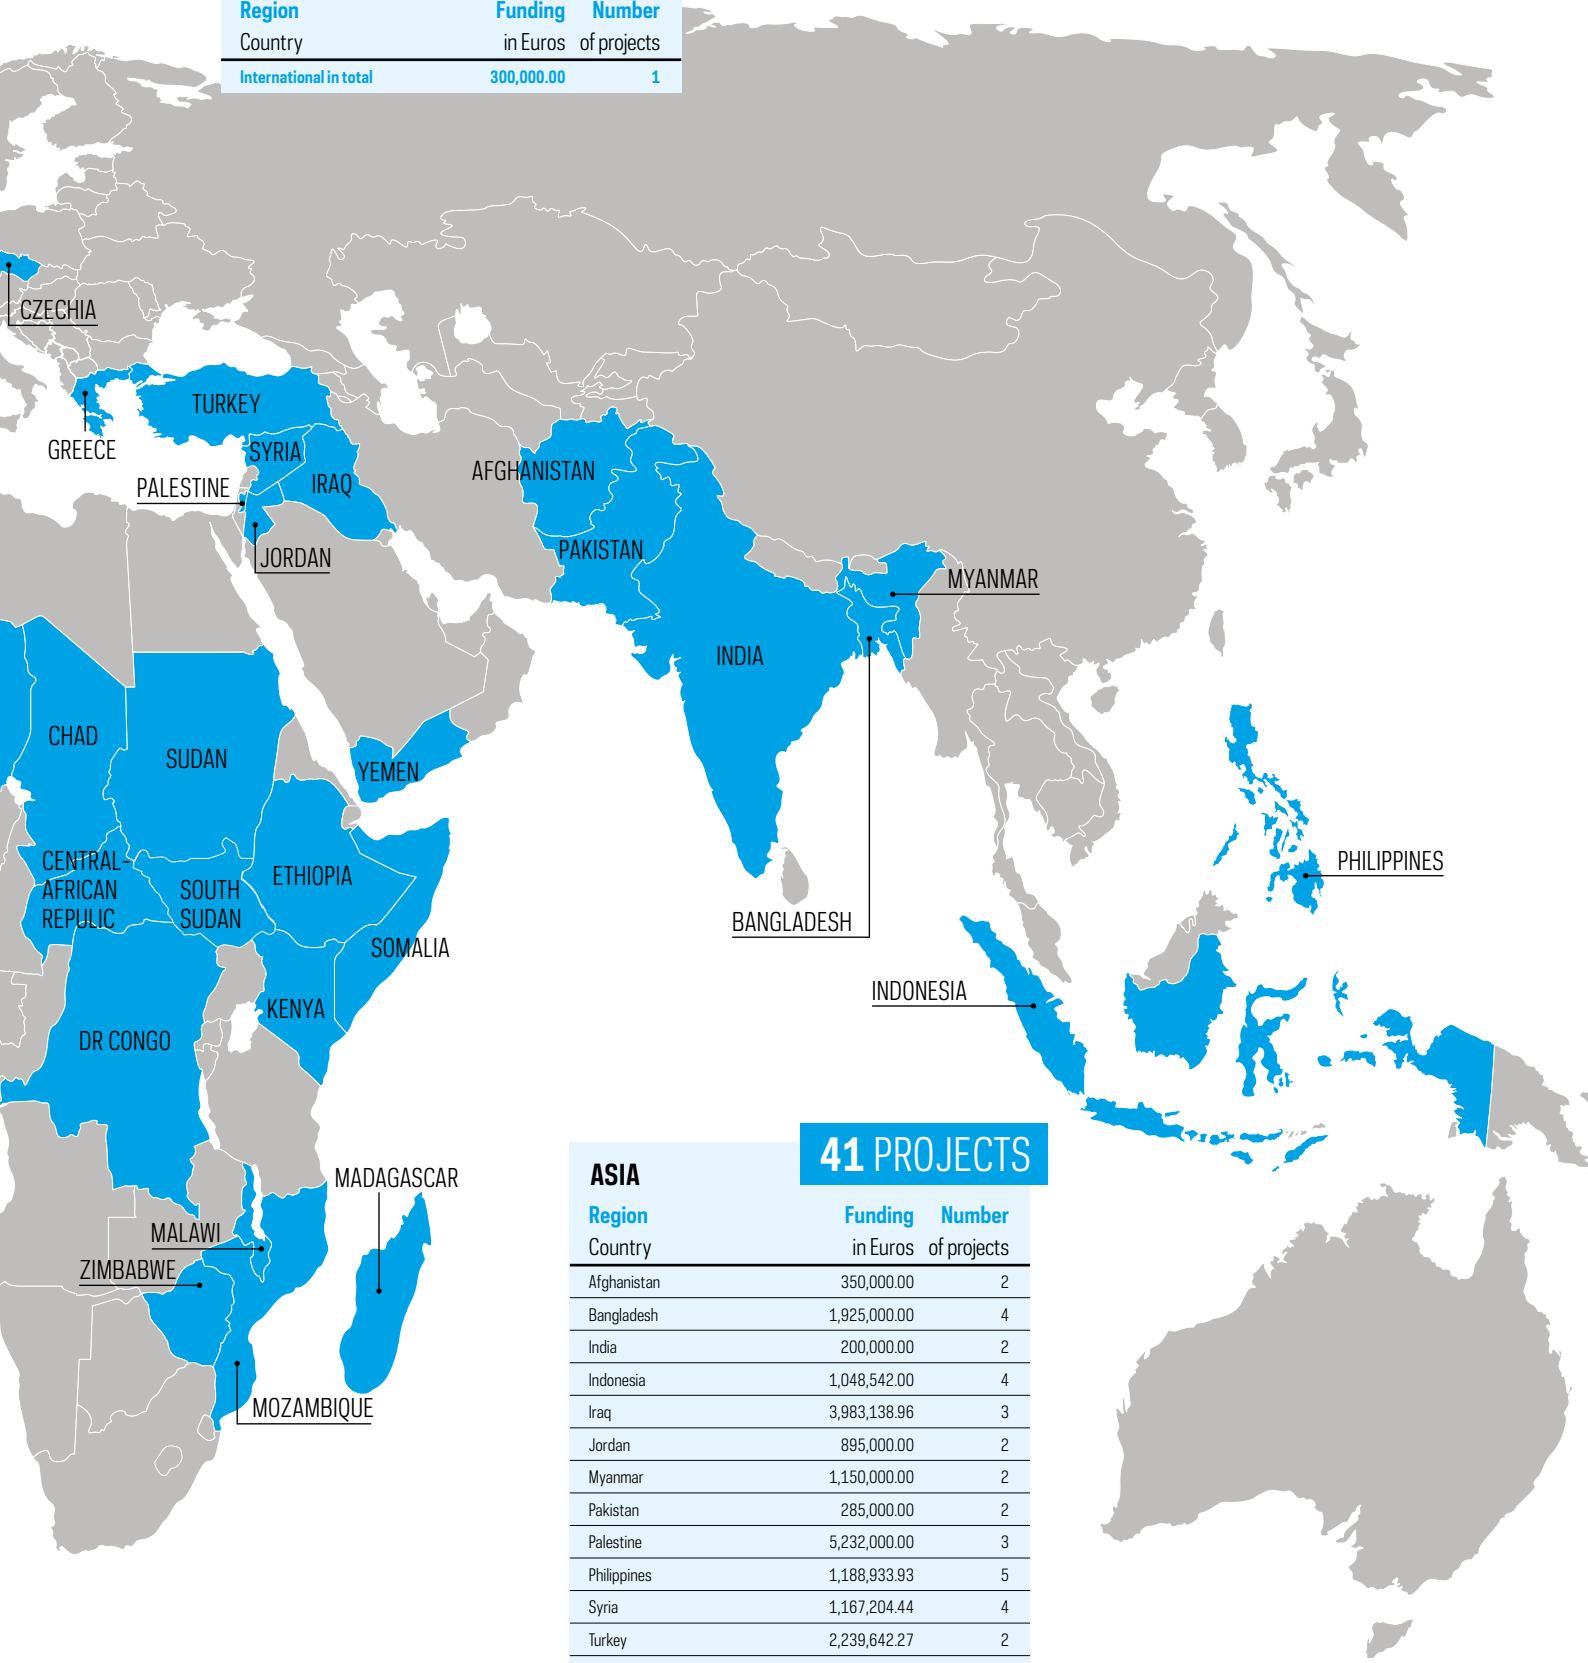 Region Funding Number
Country in Euros of projects
International in total 300,000.00 1
CZECHIA
TURKEY
GREECE
SYRIA
AFGHANISTAN
IRAQ
PALESTINE
PAKISTAN
JORDAN
MYANMAR
INDIA
CHAD
SUDAN
YEMEN
CENTRAL-
AFRICAN
REPULIC
SOUTH
SUDAN
ETHIOPIA
PHILIPPINES
BANGLADESH
SOMALIA
INDONESIA
KENYA
DR CONGO
MADAGASCAR
MALAWI
ZIMBABWE
MOZAMBIQUE
41 PROJECTS
ASIA
Region Funding Number
Country in Euros of projects
Afghanistan 350,000.00 2
Bangladesh 1,925,000.00 4
India 200,000.00 2
Indonesia 1,048,542.00 4
Iraq 3,983,138.96 3
Jordan 895,000.00 2
Myanmar 1,150,000.00 2
Pakistan 285,000.00 2
Palestine 5,232,000.00 3
Philippines 1,188,933.93 5
Syria 1,167,204.44 4
Turkey 2,239,642.27 2